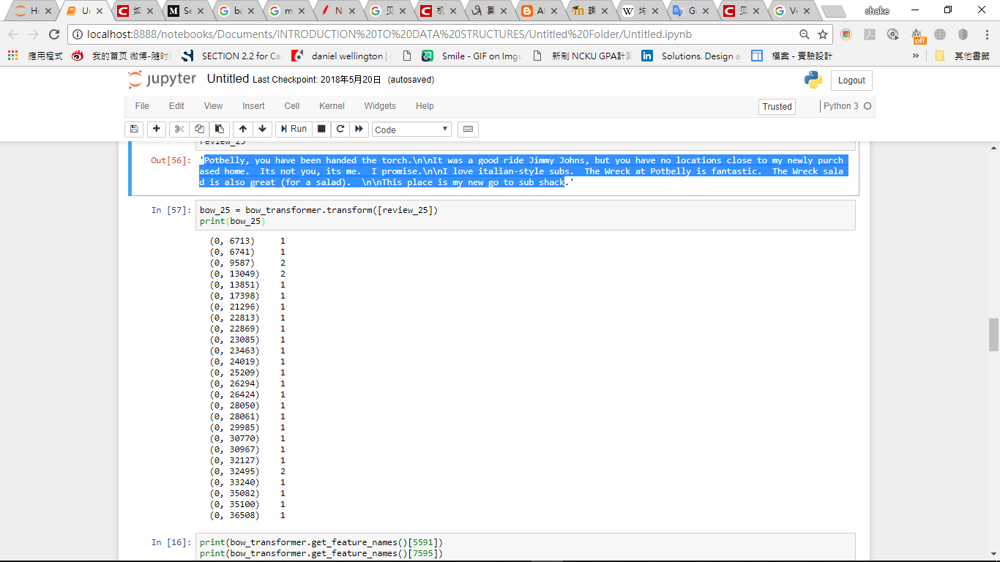 Ho
Un
如
Se
ba
m
N
贝
机
算
Al
課
均
G
贝
Ve
shake
localhost:8888/notebooks/Documents/INTRODUCTION%20TO%20DATA%20STRUCTURES/Untitled%20Folder/Untitled.ipynb
off
應用程式
我的首页 微博-随时
SECTION 2.2 for Cal
daniel wellington |
Smile - GIF on Imgu
新制 NCKU GPA計算
Solutions. Design a
檔案 - 實驗設計
»
其他書籤
jupyter Untitled Last Checkpoint: 2018年5月20日 (autosaved)
Logout
File Edit View Insert Cell Kernel Widgets Help
Trusted
Python 3
Run
Code
review_25
Out[56]: 'Potbelly, you have been handed the torch.\n\nIt was a good ride Jimmy Johns, but you have no locations close to my newly purch
ased home.  Its not you, its me.  I promise.\n\nI love italian-style subs.  The Wreck at Potbelly is fantastic.  The Wreck sala
d is also great (for a salad).  \n\nThis place is my new go to sub shack.'
In [57]: bow_25 = bow_transformer.transform([review_25])
print(bow_25)
(0, 6713) 1
(0, 6741) 1
(0, 9587) 2
(0, 13049) 2
(0, 13851) 1
(0, 17398) 1
(0, 21296) 1
(0, 22813) 1
(0, 22869) 1
(0, 23085) 1
(0, 23463) 1
(0, 24019) 1
(0, 25209) 1
(0, 26294) 1
(0, 26424) 1
(0, 28050) 1
(0, 28061) 1
(0, 29985) 1
(0, 30770) 1
(0, 30967) 1
(0, 32127) 1
(0, 32495) 2
(0, 33240) 1
(0, 35082) 1
(0, 35100) 1
(0, 36508) 1
In [16]: print(bow_transformer.get_feature_names()[5591])
print(bow_transformer.get_feature_names()[7595])